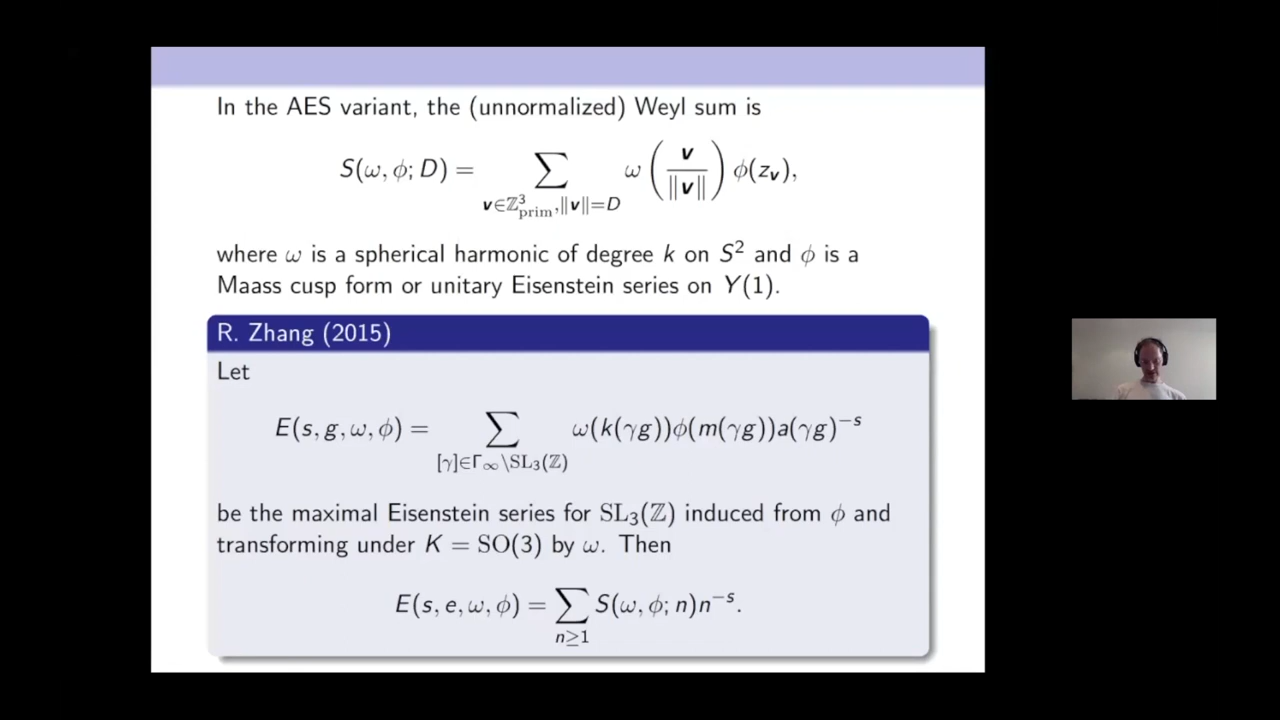 In the AES variant, the (unnormalized) Weyl sum is
S(ω, ϕ; D) = ∑_{v∈ℤ³_prim, ‖v‖=D} ω(v/‖v‖) ϕ(z_v),
where ω is a spherical harmonic of degree k on S² and ϕ is a
Maass cusp form or unitary Eisenstein series on Y(1).
R. Zhang (2015)
Let
E(s, g, ω, ϕ) = ∑_{[γ]∈Γ_∞\SL₃(ℤ)} ω(k(γg))ϕ(m(γg))a(γg)^{−s}
be the maximal Eisenstein series for SL₃(ℤ) induced from ϕ and
transforming under K = SO(3) by ω. Then
E(s, e, ω, ϕ) = ∑_{n≥1} S(ω, ϕ; n)n^{−s}.